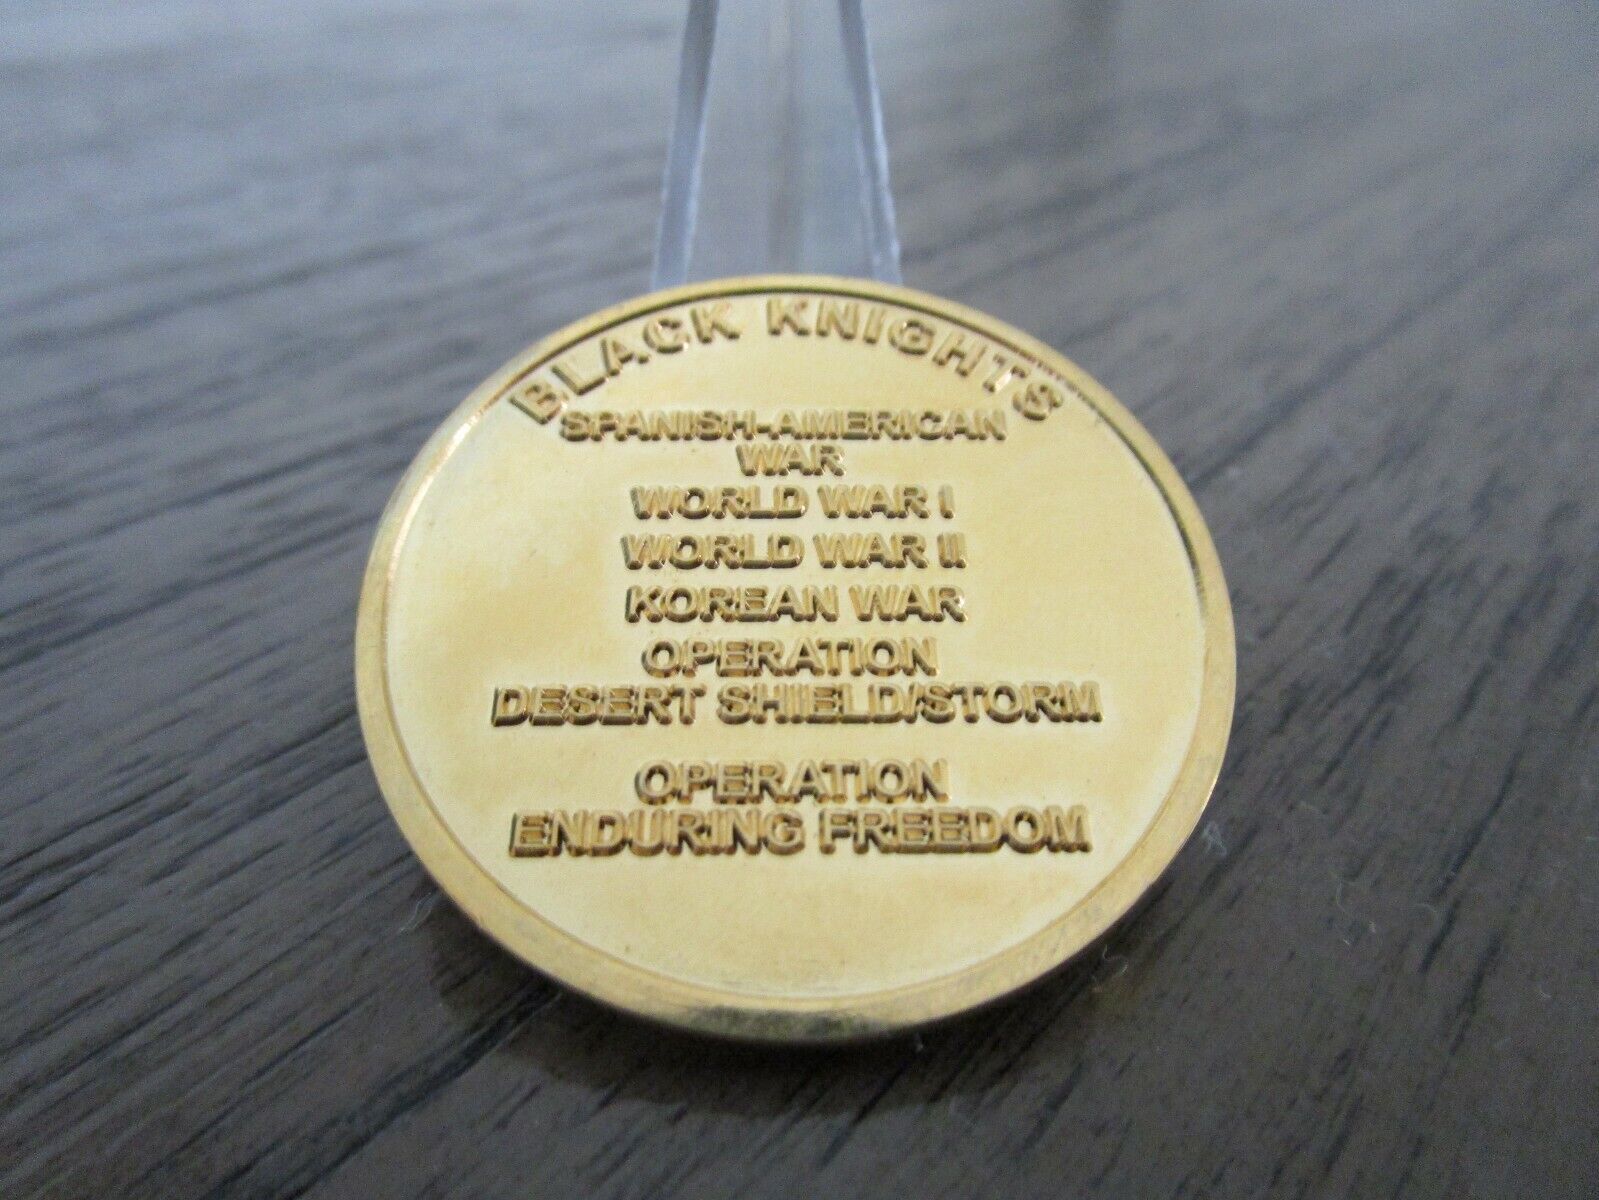 BLACK KNIGHTS
SPANISH-AMERICAN
WAR
WORLD WAR I
WORLD WAR II
KOREAN WAR
OPERATION
DESERT SHIELD/STORM
OPERATION
ENDURING FREEDOM